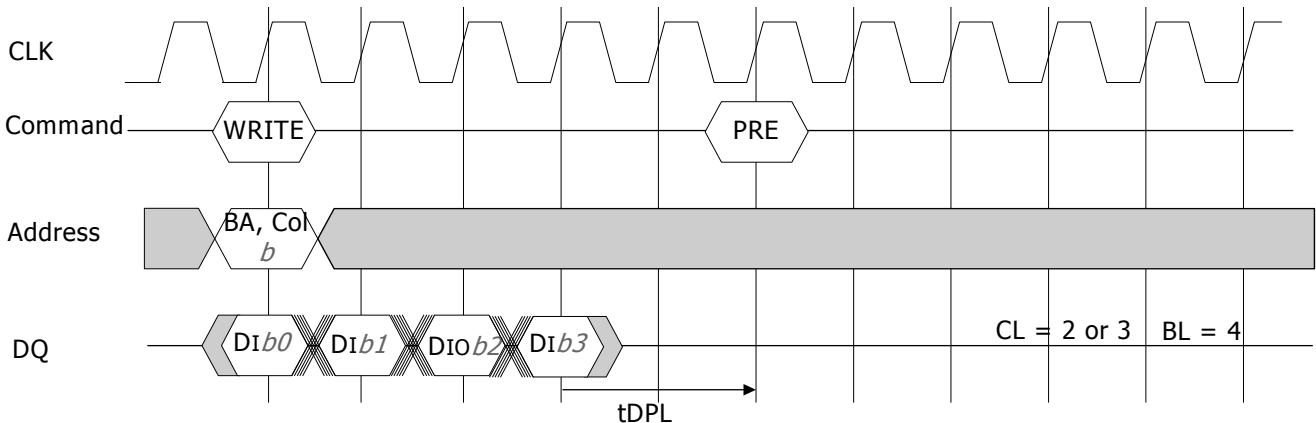 CLK
Command
WRITE
PRE
Address
BA, Col
b
DQ
DIb0
DIb1
DIOb2
DIb3
CL = 2 or 3 BL = 4
tDPL